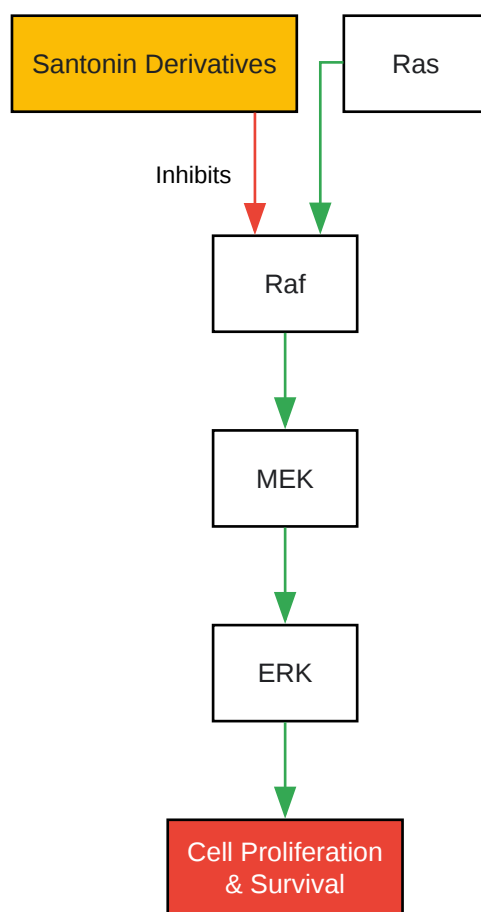 Santonin Derivatives
Ras
Inhibits
Raf
MEK
ERK
Cell Proliferation
& Survival